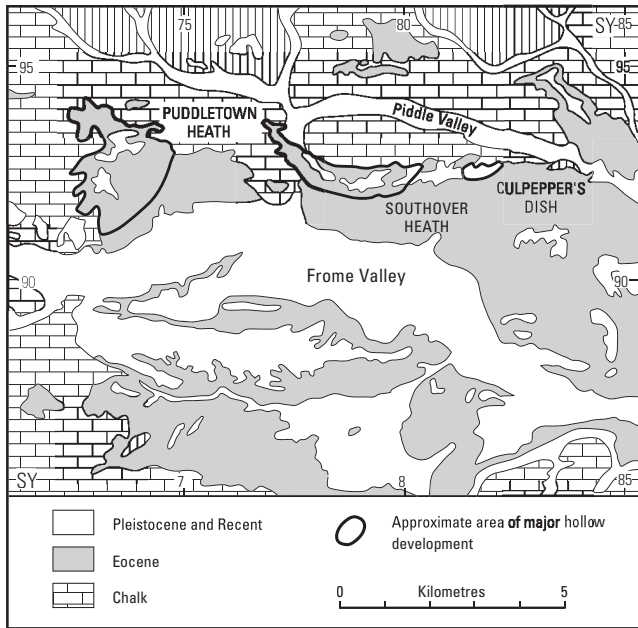 75
80
SY
85
95
95
PUDDLETOWN
HEATH
Piddle Valley
CULPEPPER'S
DISH
SOUTHOVER
HEATH
Frome Valley
90
90
SY
7
8
85
Pleistocene and Recent
Eocene
Chalk
Approximate area of major hollow
development
0 Kilometres 5